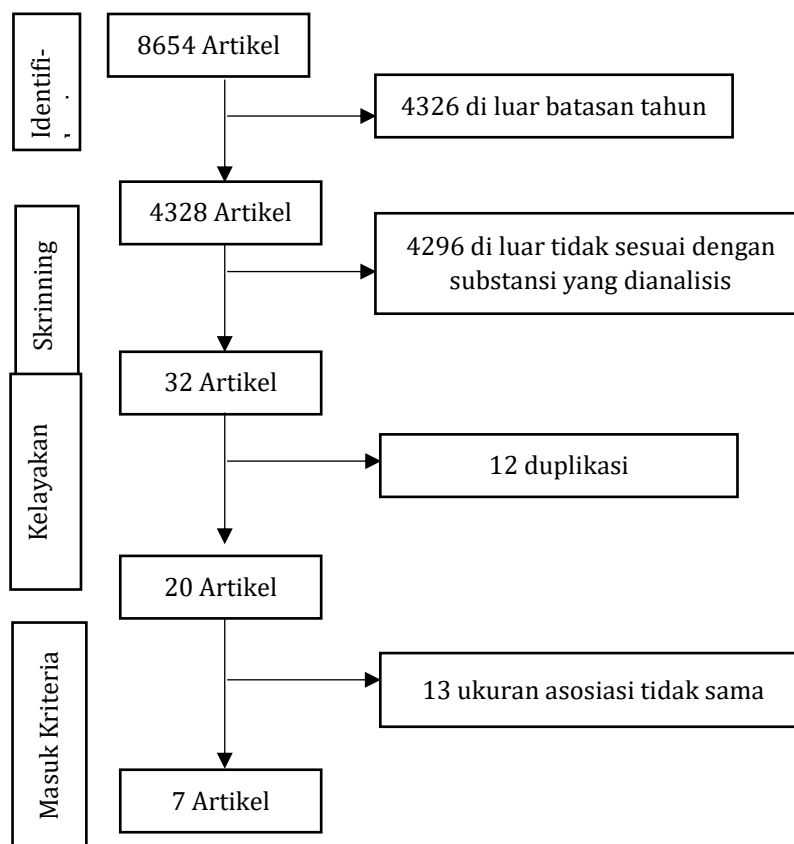 Identifi-
8654 Artikel
4326 di luar batasan tahun
Skrinning
4328 Artikel
4296 di luar tidak sesuai dengan
substansi yang dianalisis
32 Artikel
Kelayakan
12 duplikasi
20 Artikel
Masuk Kriteria
13 ukuran asosiasi tidak sama
7 Artikel